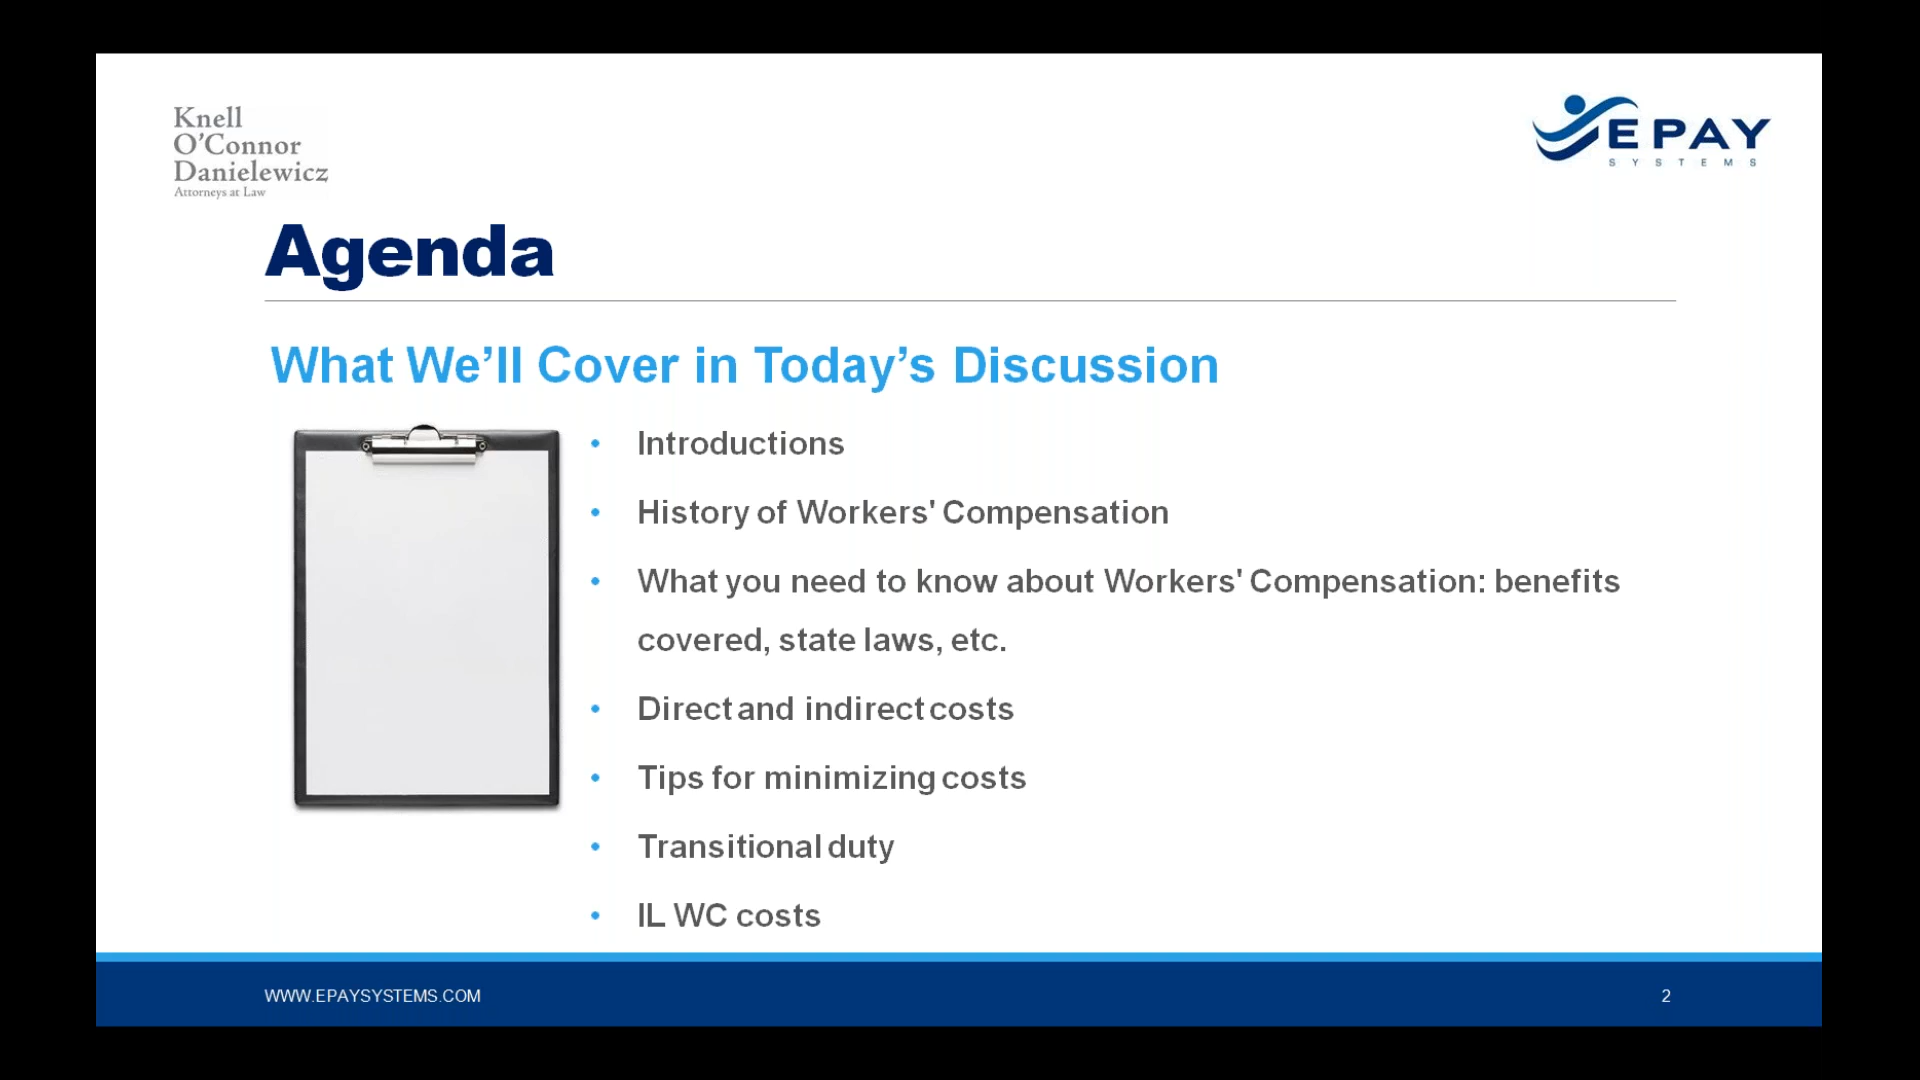 Knell
O'Connor
Danielewicz
Attorneys at Law
EPAY
SYSTEMS
Agenda
What We’ll Cover in Today’s Discussion
• Introductions
• History of Workers' Compensation
• What you need to know about Workers' Compensation: benefits
covered, state laws, etc.
• Direct and indirect costs
• Tips for minimizing costs
• Transitional duty
• IL WC costs
WWW.EPAYSYSTEMS.COM
2